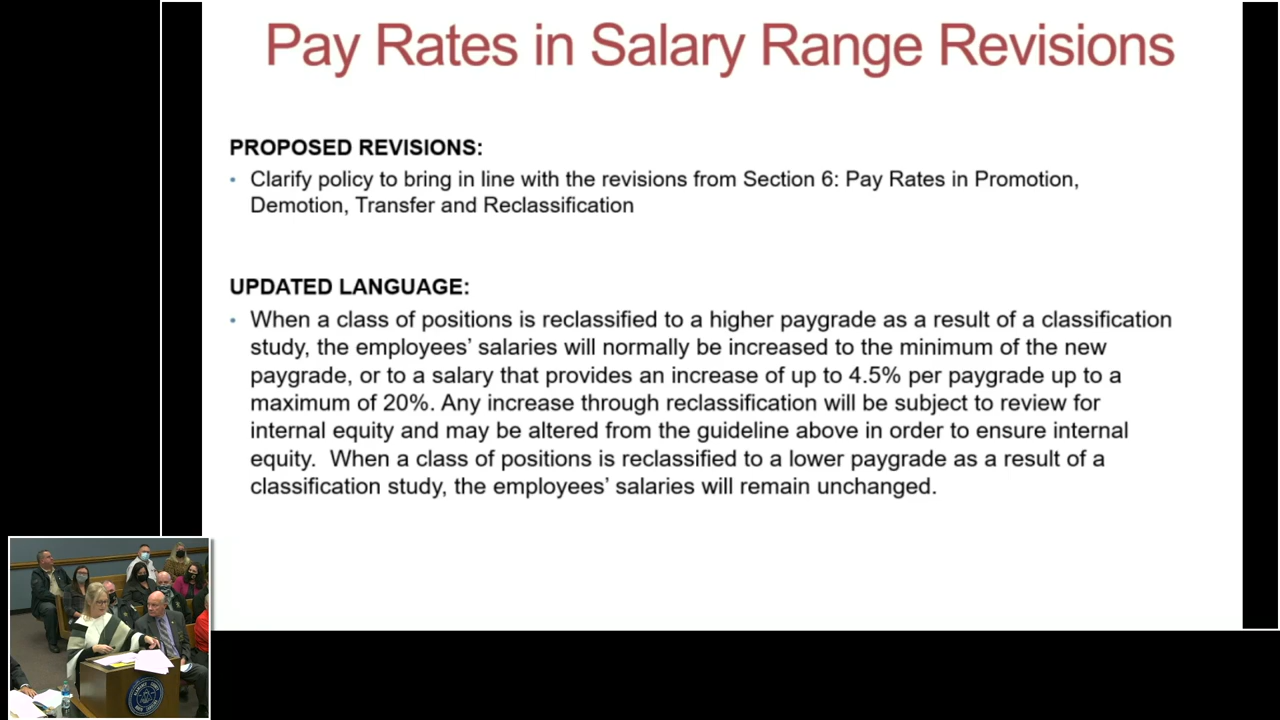 Pay Rates in Salary Range Revisions
PROPOSED REVISIONS:
• Clarify policy to bring in line with the revisions from Section 6: Pay Rates in Promotion,
Demotion, Transfer and Reclassification
UPDATED LANGUAGE:
• When a class of positions is reclassified to a higher paygrade as a result of a classification
study, the employees' salaries will normally be increased to the minimum of the new
paygrade, or to a salary that provides an increase of up to 4.5% per paygrade up to a
maximum of 20%. Any increase through reclassification will be subject to review for
internal equity and may be altered from the guideline above in order to ensure internal
equity.  When a class of positions is reclassified to a lower paygrade as a result of a
classification study, the employees' salaries will remain unchanged.